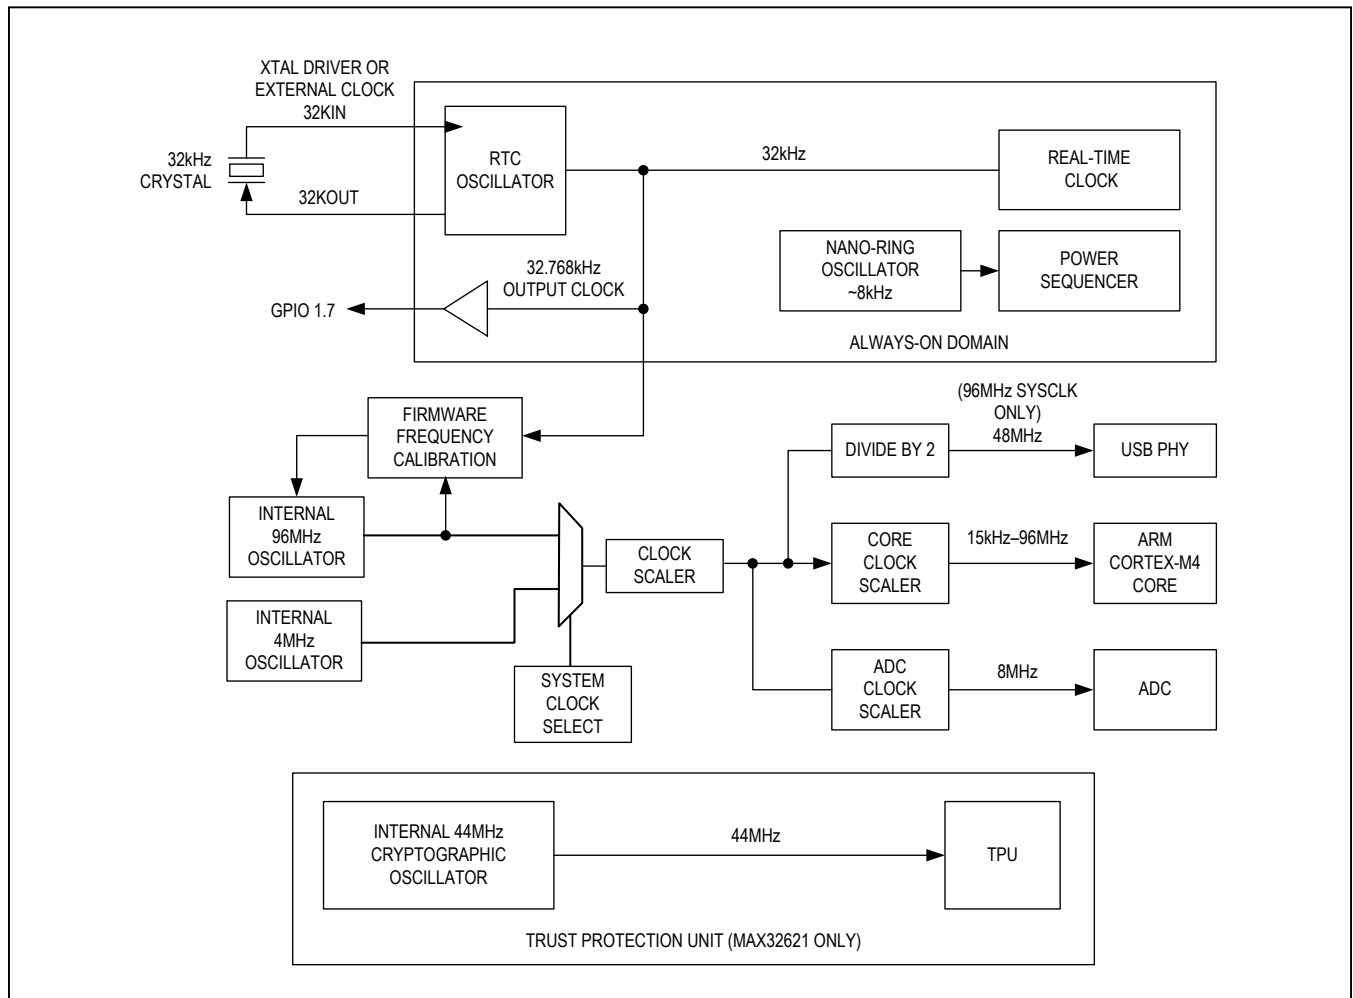 XTAL DRIVER OR
EXTERNAL CLOCK
32KIN
32kHz
CRYSTAL
32KOUT
RTC
OSCILLATOR
32kHz
REAL-TIME
CLOCK
NANO-RING
OSCILLATOR
~8kHz
POWER
SEQUENCER
32.768kHz
OUTPUT CLOCK
GPIO 1.7
ALWAYS-ON DOMAIN
FIRMWARE
FREQUENCY
CALIBRATION
(96MHz SYSCLK
ONLY)
48MHz
DIVIDE BY 2
USB PHY
INTERNAL
96MHz
OSCILLATOR
CLOCK
SCALER
CORE
CLOCK
SCALER
15kHz–96MHz
ARM
CORTEX-M4
CORE
INTERNAL
4MHz
OSCILLATOR
SYSTEM
CLOCK
SELECT
ADC
CLOCK
SCALER
8MHz
ADC
INTERNAL 44MHz
CRYPTOGRAPHIC
OSCILLATOR
44MHz
TPU
TRUST PROTECTION UNIT (MAX32621 ONLY)